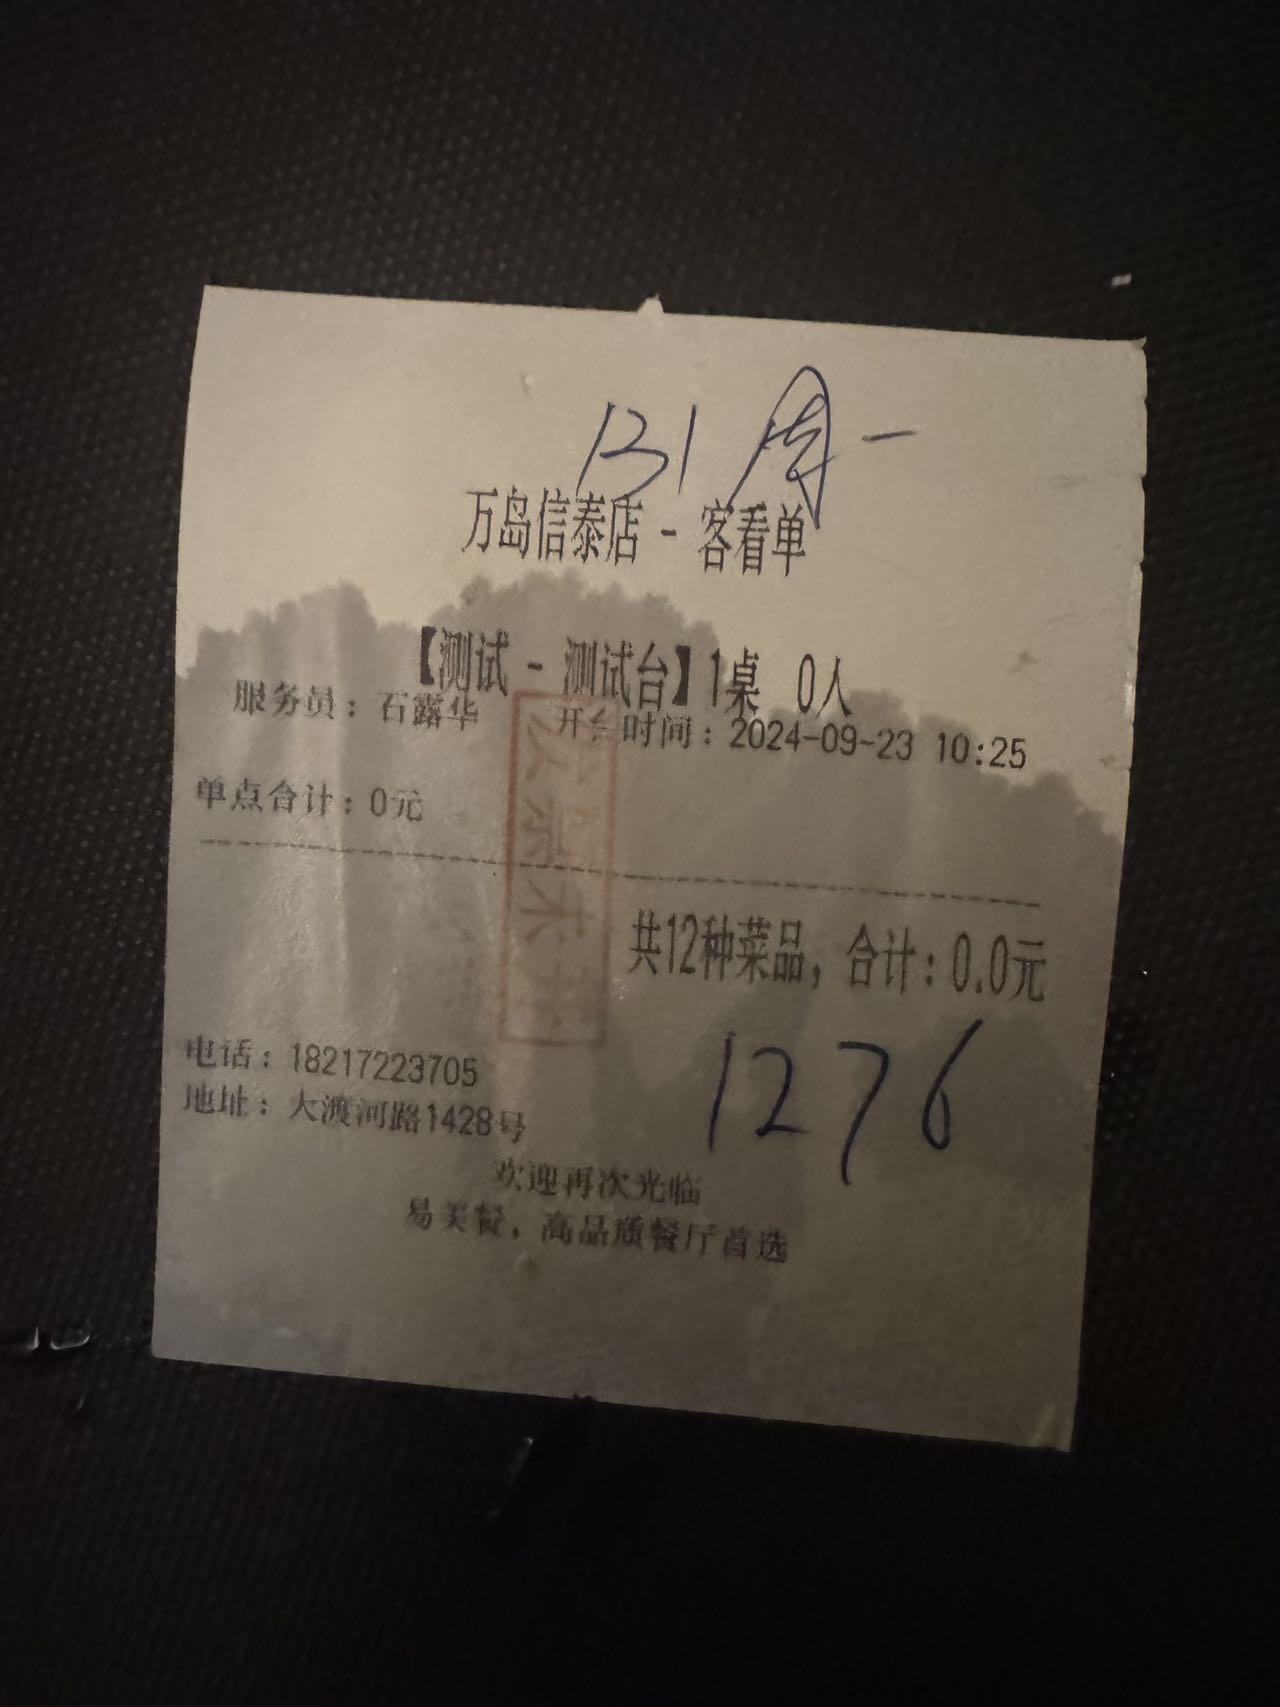 131 周一
万岛信泰店 - 客看单
【测试 - 测试台】1桌 0人
服务员：石露华 开台时间：2024-09-23 10:25
单点合计：0元
共12种菜品，合计：0.0元
1276
电话：18217223705
地址：大渡河路1428号
欢迎再次光临
易美餐，高品质餐厅首选